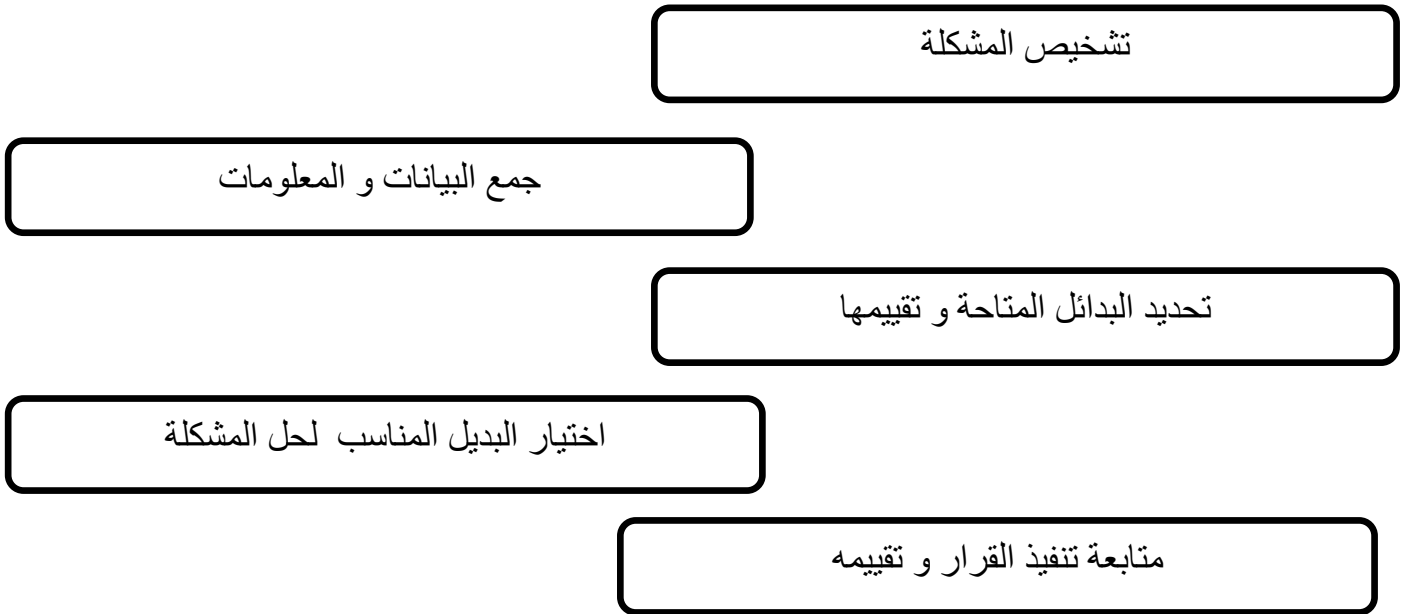 تشخيص المشكلة
جمع البيانات و المعلومات
تحديد البدائل المتاحة و تقييمها
اختيار البديل المناسب لحل المشكلة
متابعة تنفيذ القرار و تقييمه